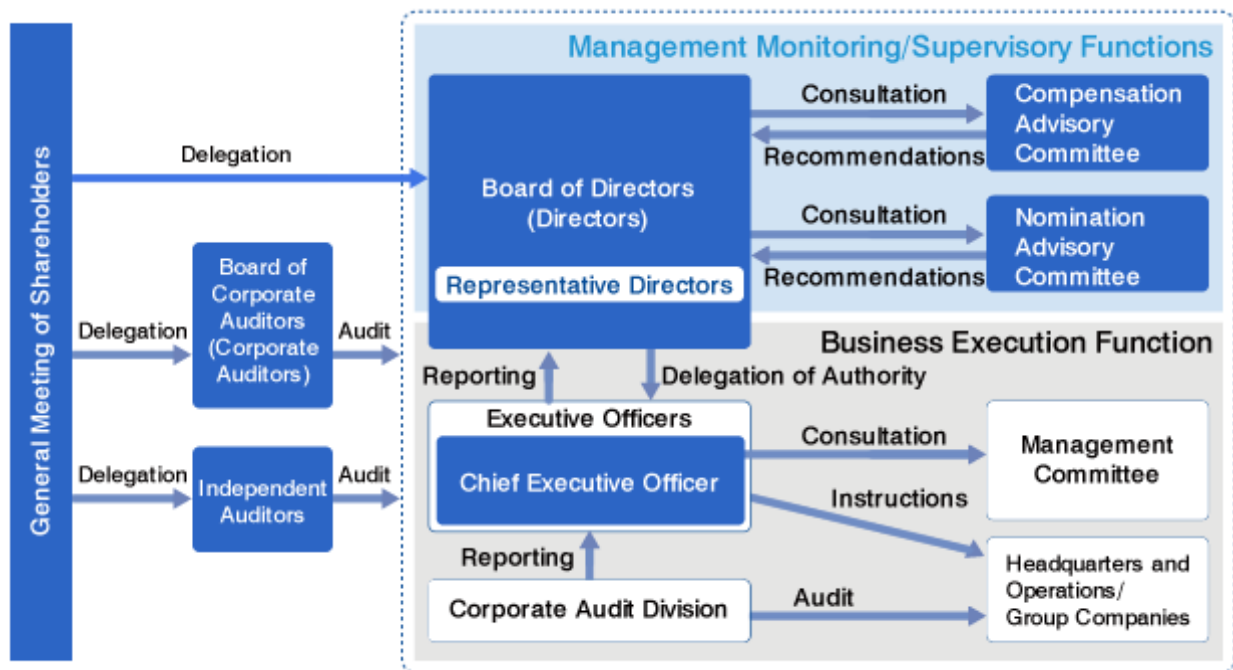 General Meeting of Shareholders
Management Monitoring/Supervisory Functions
Delegation
Board of Directors
(Directors)
Representative Directors
Consultation
Recommendations
Compensation
Advisory
Committee
Consultation
Recommendations
Nomination
Advisory
Committee
Delegation
Board of
Corporate
Auditors
(Corporate
Auditors)
Audit
Delegation
Independent
Auditors
Audit
Business Execution Function
Reporting
Delegation of Authority
Executive Officers
Chief Executive Officer
Consultation
Management
Committee
Instructions
Headquarters and
Operations/
Group Companies
Reporting
Corporate Audit Division
Audit